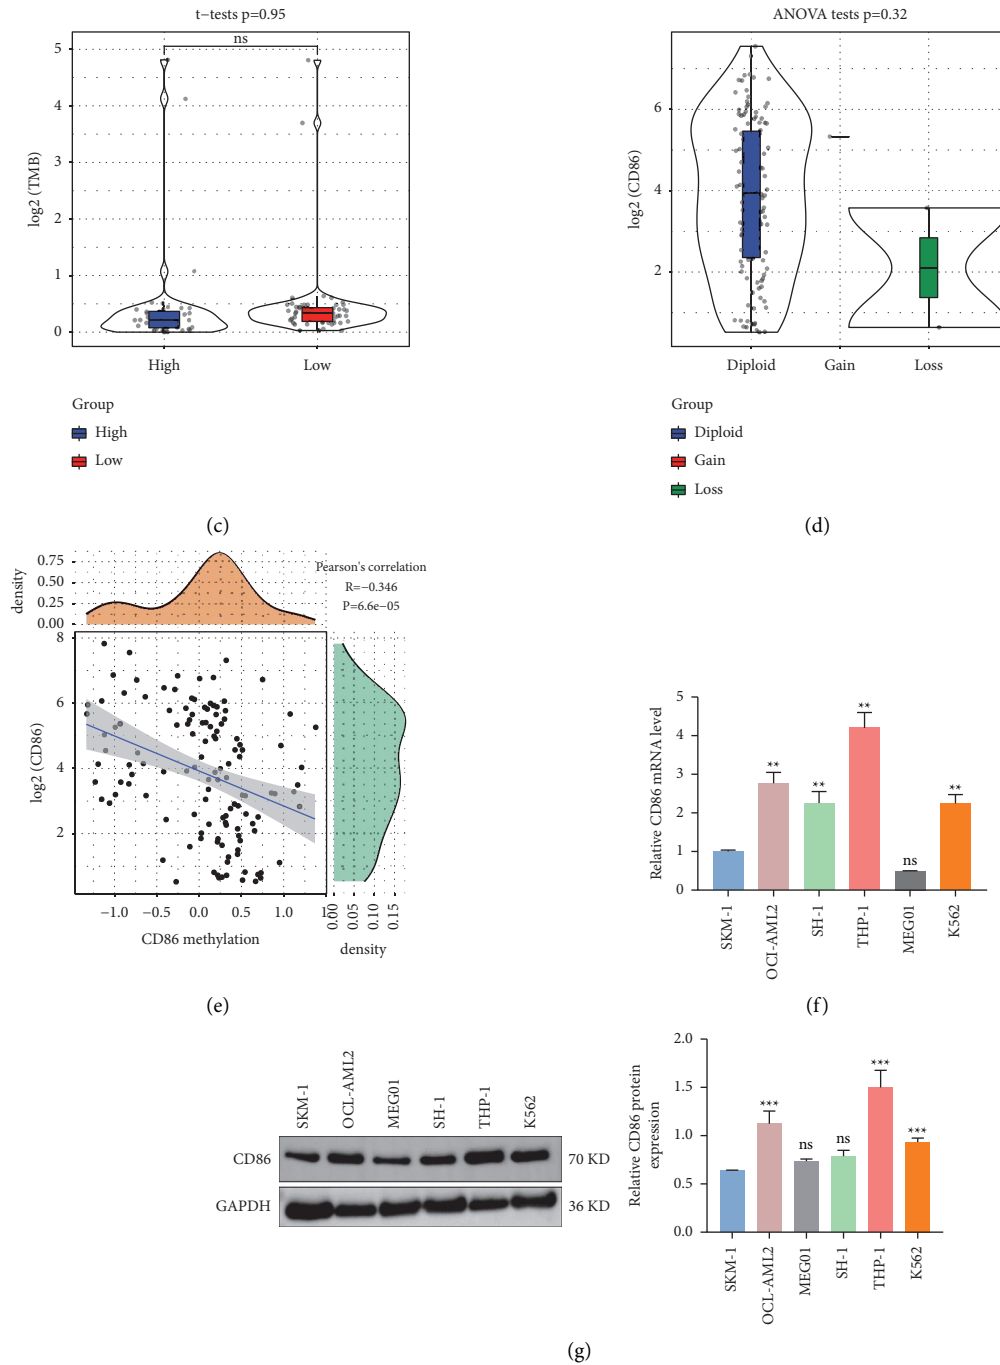 t−tests p=0.95
ns
log2 (TMB)
5
4
3
2
1
0
High
Low
Group
High
Low
(c)
ANOVA tests p=0.32
log2 (CD86)
6
4
2
Diploid
Gain
Loss
Group
Diploid
Gain
Loss
(d)
density
0.75
0.50
0.25
0.00
Pearson's correlation
R=−0.346
P=6.6e−05
log2 (CD86)
8
6
4
2
−1.0
−0.5
0.0
0.5
1.0
CD86 methylation
0.00
0.05
0.10
0.15
density
(e)
Relative CD86 mRNA level
5
4
3
2
1
0
**
**
**
ns
**
SKM-1
OCI-AML2
SH-1
THP-1
MEG01
K562
(f)
SKM-1
OCL-AML2
MEG01
SH-1
THP-1
K562
CD86
70 KD
GAPDH
36 KD
Relative CD86 protein
expression
2.0
1.5
1.0
0.5
0.0
***
ns
ns
***
***
SKM-1
OCL-AML2
MEG01
SH-1
THP-1
K562
(g)